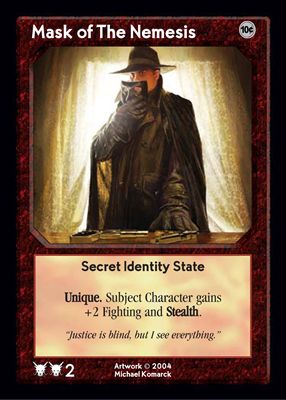 Mask of The Nemesis
10¢
Secret Identity State
Unique. Subject Character gains
+2 Fighting and Stealth.
"Justice is blind, but I see everything."
2
Artwork © 2004
Michael Komarck